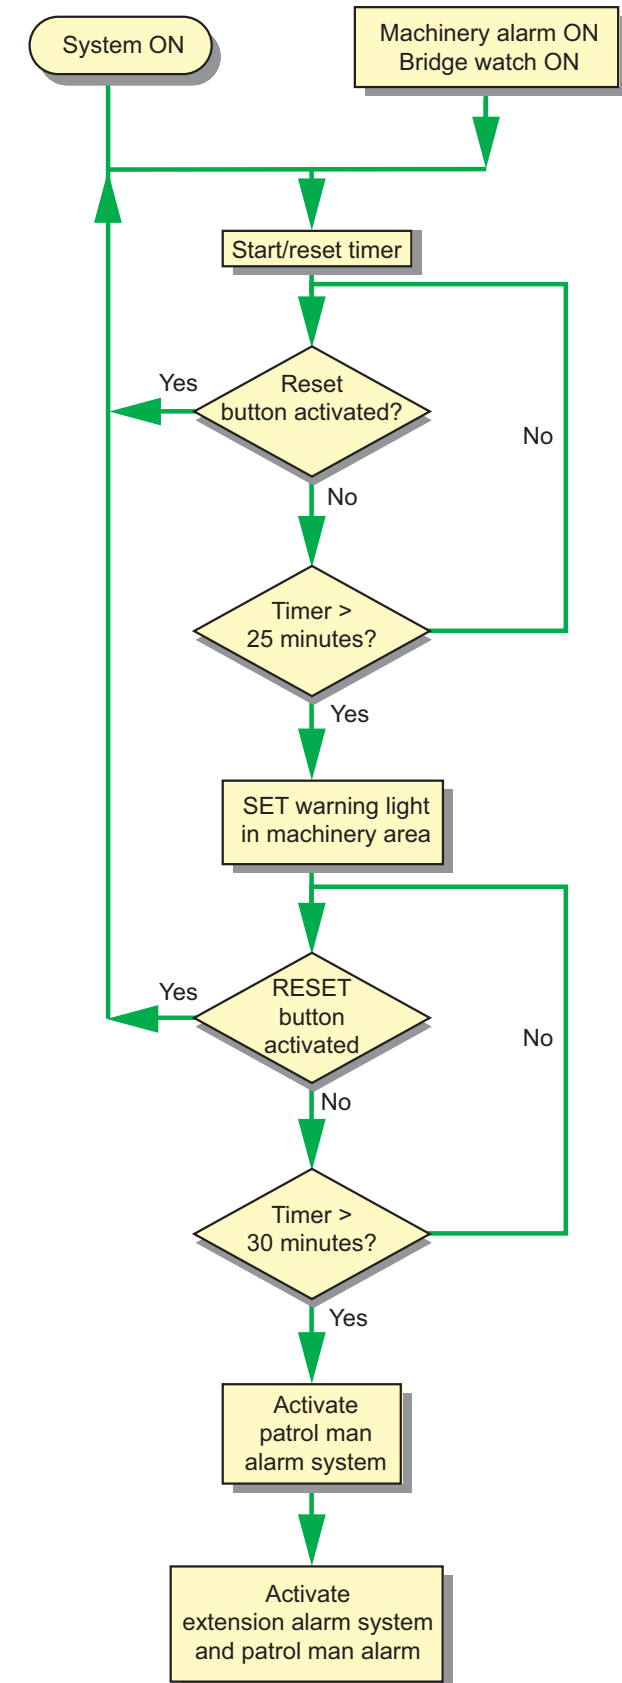 System ON
Machinery alarm ON
Bridge watch ON
Start/reset timer
Reset
button activated?
Yes
No
No
Timer >
25 minutes?
Yes
SET warning light
in machinery area
RESET
button
activated
Yes
No
No
Timer >
30 minutes?
Yes
Activate
patrol man
alarm system
Activate
extension alarm system
and patrol man alarm